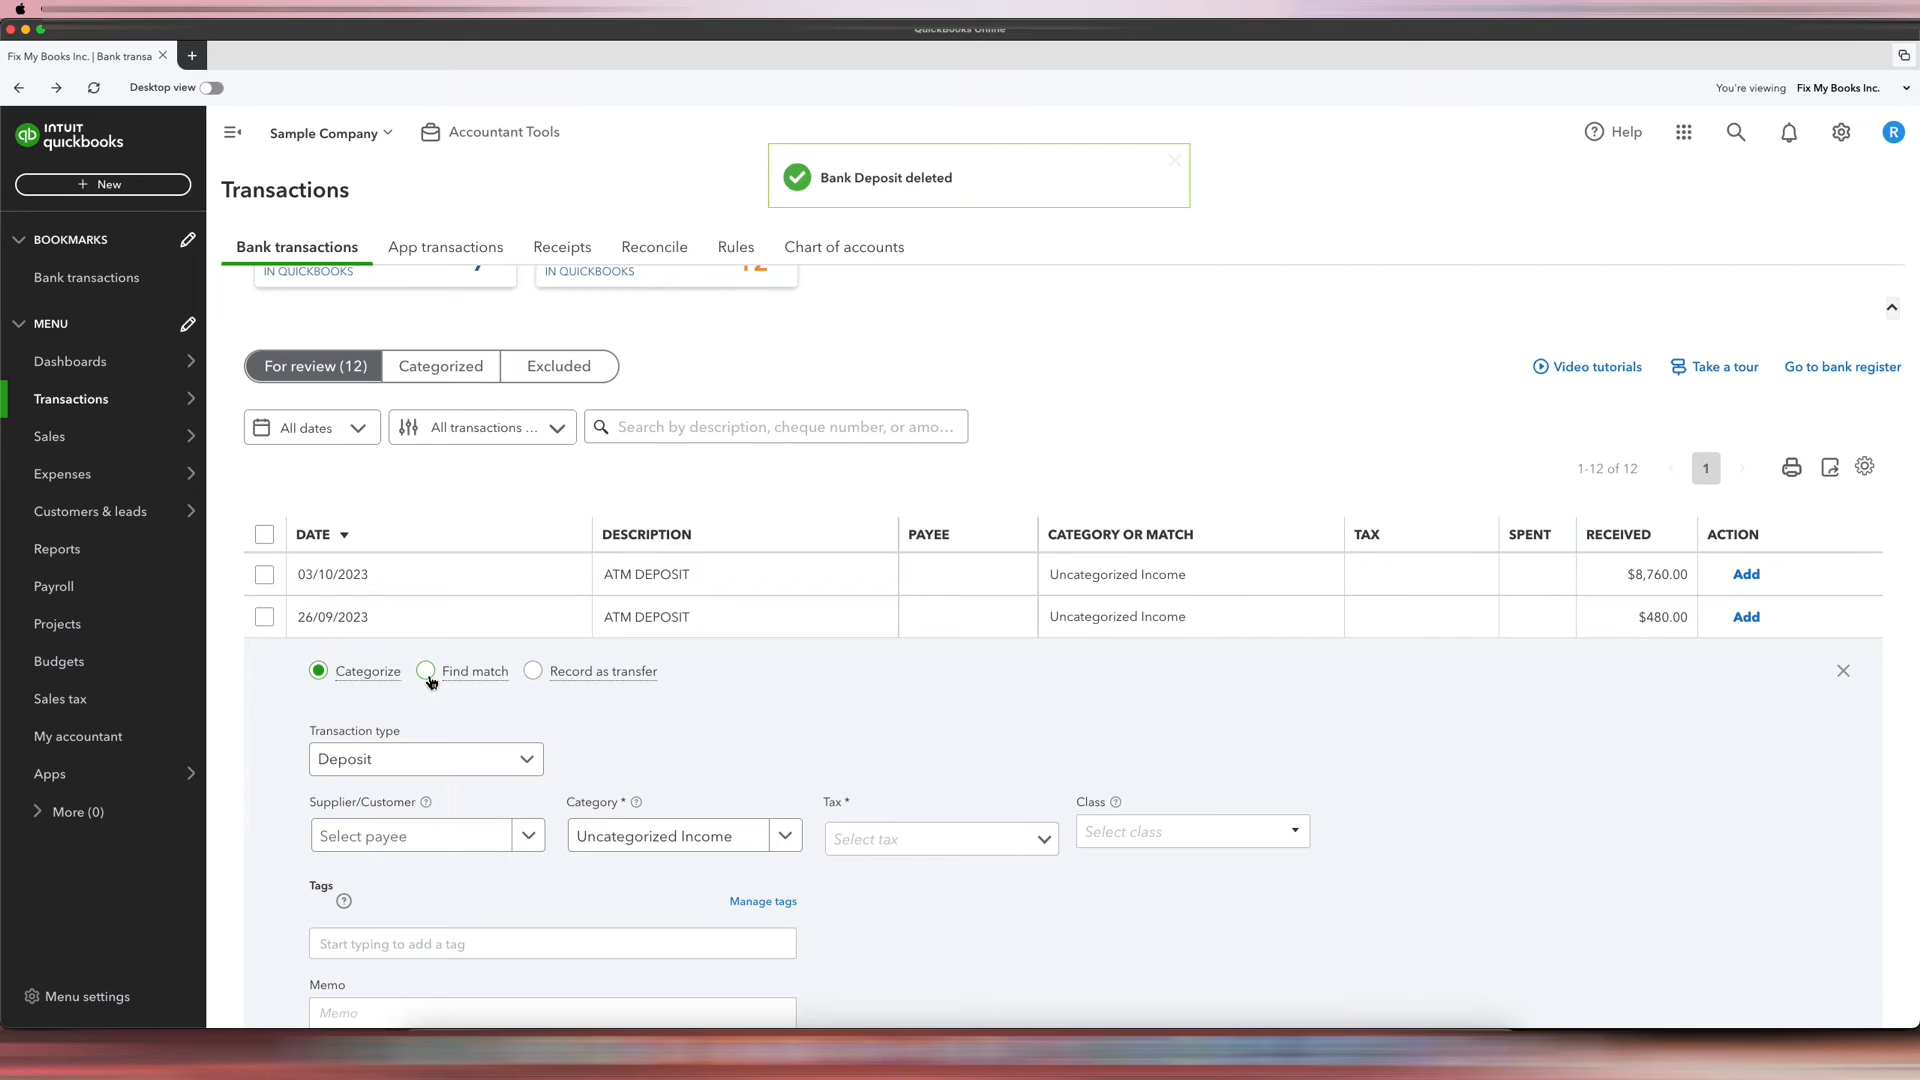 QuickBooks Online
Fix My Books Inc. | Bank transa
Desktop view
You're viewing Fix My Books Inc.
INTUIT
quickbooks
qb
+ New
BOOKMARKS
Bank transactions
MENU
Dashboards
Transactions
Sales
Expenses
Customers & leads
Reports
Payroll
Projects
Budgets
Sales tax
My accountant
Apps
More (0)
Menu settings
Sample Company
Accountant Tools
Help
R
Transactions
Bank Deposit deleted
Bank transactions
App transactions
Receipts
Reconcile
Rules
Chart of accounts
IN QUICKBOOKS
IN QUICKBOOKS 12
For review (12)
Categorized
Excluded
Video tutorials
Take a tour
Go to bank register
All dates
All transactions ...
Search by description, cheque number, or amo...
1-12 of 12
1
DATE DESCRIPTION PAYEE CATEGORY OR MATCH TAX SPENT RECEIVED ACTION
03/10/2023 ATM DEPOSIT Uncategorized Income $8,760.00 Add
26/09/2023 ATM DEPOSIT Uncategorized Income $480.00 Add
Categorize Find match Record as transfer
Transaction type
Deposit
Supplier/Customer Category * Tax * Class
Select payee Uncategorized Income Select tax Select class
Tags
Manage tags
Start typing to add a tag
Memo
Memo